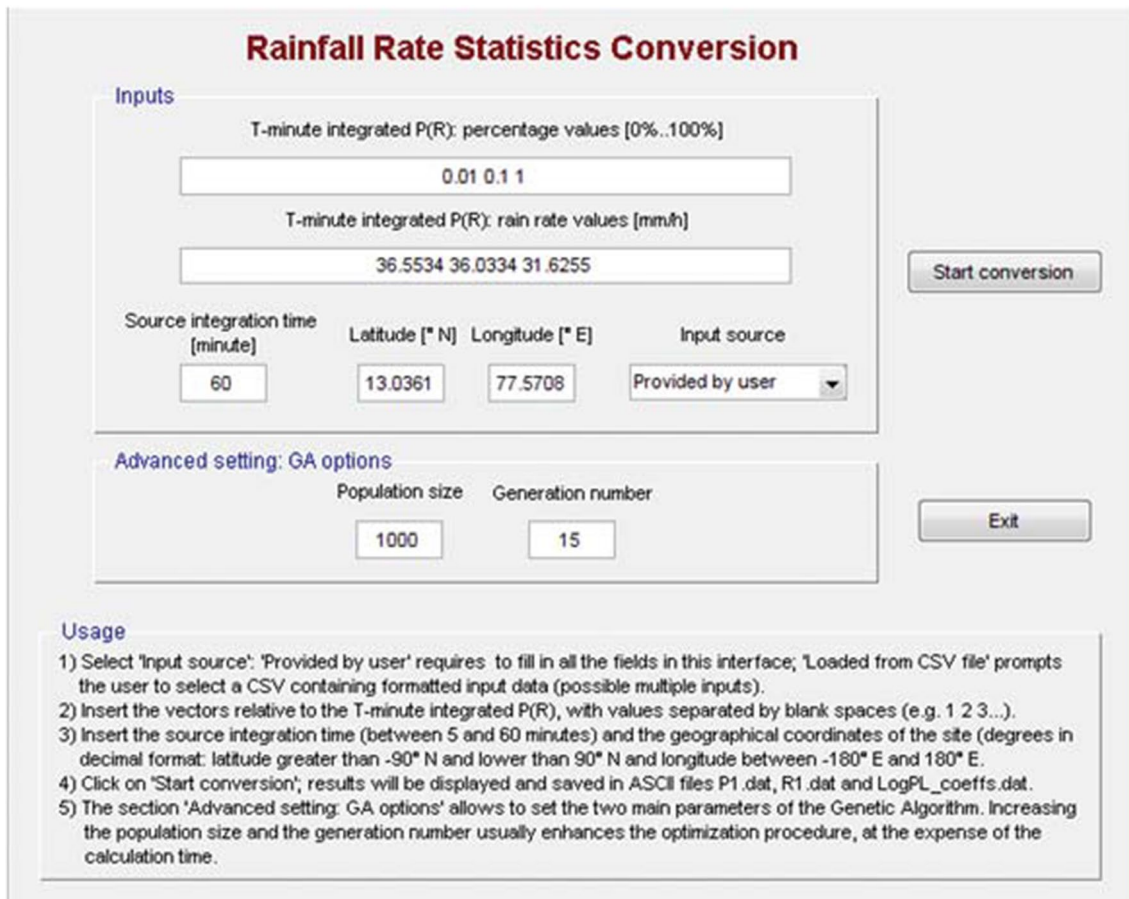 Rainfall Rate Statistics Conversion
Inputs
T-minute integrated P(R): percentage values [0%..100%]
0.01 0.1 1
T-minute integrated P(R): rain rate values [mm/h]
36.5534 36.0334 31.6255
Start conversion
Source integration time
[minute]
Latitude [° N]
Longitude [° E]
Input source
60
13.0361
77.5708
Provided by user
Advanced setting: GA options
Population size
Generation number
1000
15
Exit
Usage
1) Select 'Input source': 'Provided by user' requires to fill in all the fields in this interface; 'Loaded from CSV file' prompts
the user to select a CSV containing formatted input data (possible multiple inputs).
2) Insert the vectors relative to the T-minute integrated P(R), with values separated by blank spaces (e.g. 1 2 3...).
3) Insert the source integration time (between 5 and 60 minutes) and the geographical coordinates of the site (degrees in
decimal format: latitude greater than -90° N and lower than 90° N and longitude between -180° E and 180° E.
4) Click on 'Start conversion'; results will be displayed and saved in ASCII files P1.dat, R1.dat and LogPL_coeffs.dat.
5) The section 'Advanced setting: GA options' allows to set the two main parameters of the Genetic Algorithm. Increasing
the population size and the generation number usually enhances the optimization procedure, at the expense of the
calculation time.